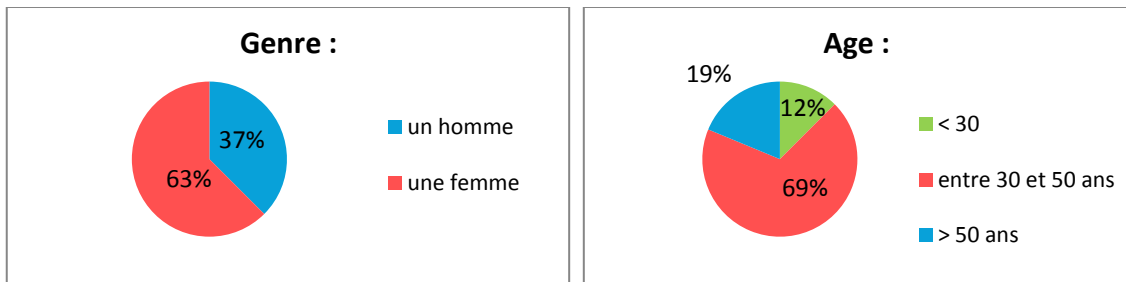 Genre :
37%
63%
un homme
une femme
Age :
19%
12%
69%
< 30
entre 30 et 50 ans
> 50 ans